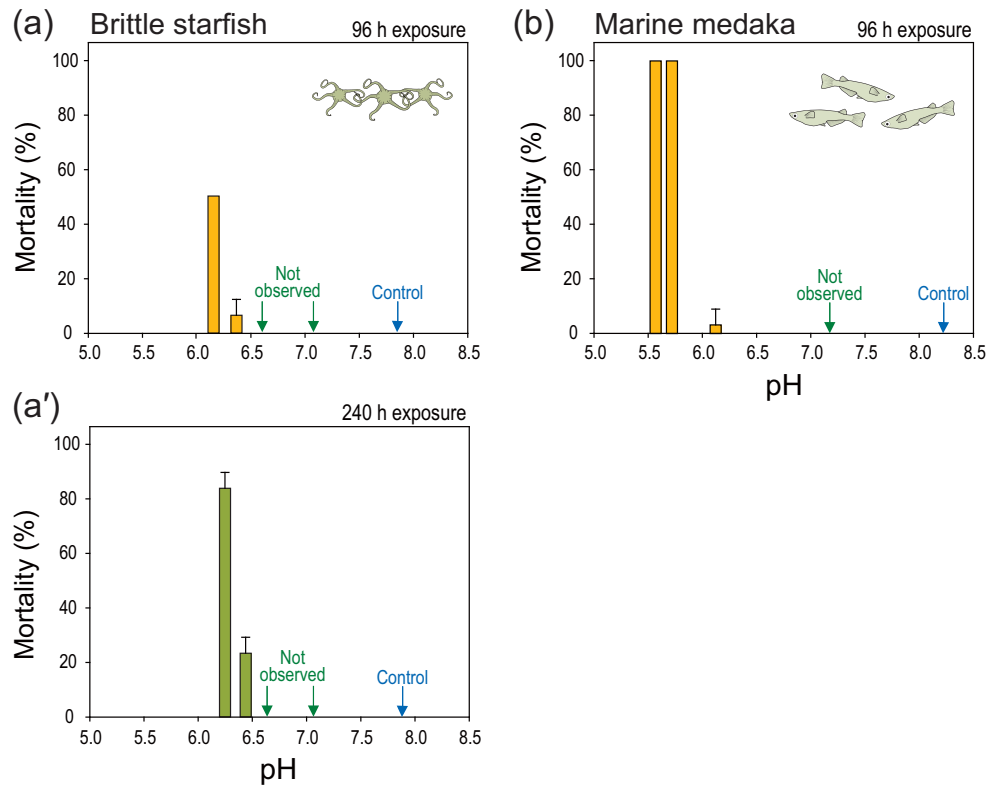 (a) Brittle starfish
96 h exposure
Mortality (%)
100
80
60
40
20
0
Not
observed
Control
5.0 5.5 6.0 6.5 7.0 7.5 8.0 8.5
(b) Marine medaka
96 h exposure
Mortality (%)
100
80
60
40
20
0
Not
observed
Control
5.0 5.5 6.0 6.5 7.0 7.5 8.0 8.5
pH
(a′)
240 h exposure
Mortality (%)
100
80
60
40
20
0
Not
observed
Control
5.0 5.5 6.0 6.5 7.0 7.5 8.0 8.5
pH